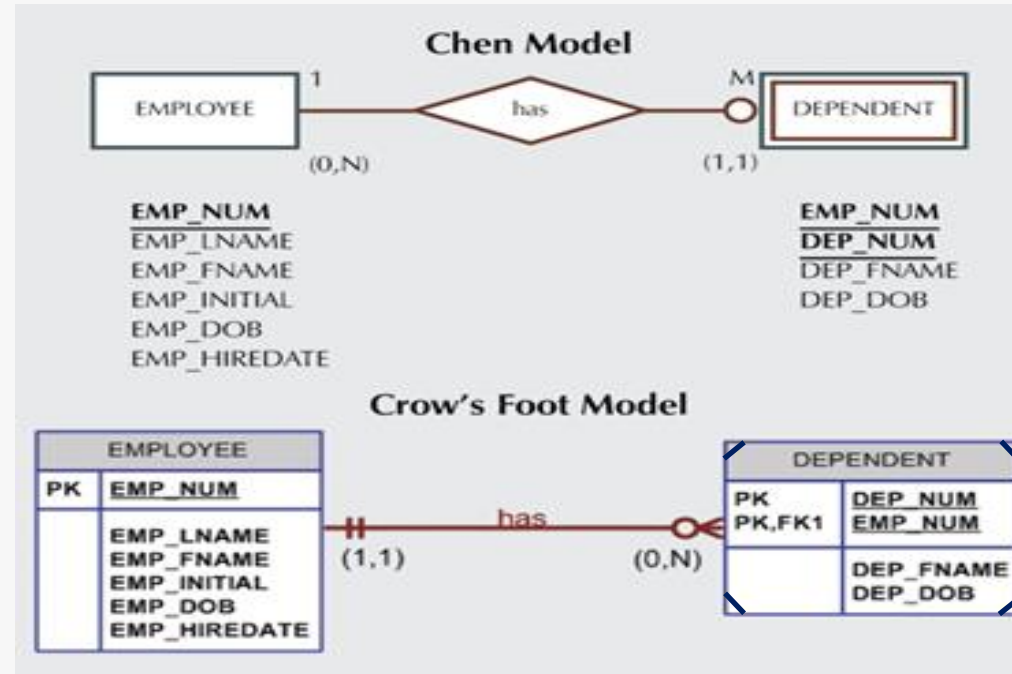 Chen Model
EMPLOYEE
1
has
M
DEPENDENT
(0,N)
(1,1)
EMP_NUM
EMP_LNAME
EMP_FNAME
EMP_INITIAL
EMP_DOB
EMP_HIREDATE
EMP_NUM
DEP_NUM
DEP_FNAME
DEP_DOB
Crow's Foot Model
EMPLOYEE
PK EMP_NUM
EMP_LNAME
EMP_FNAME
EMP_INITIAL
EMP_DOB
EMP_HIREDATE
has
(1,1)
(0,N)
DEPENDENT
PK DEP_NUM
PK,FK1 EMP_NUM
DEP_FNAME
DEP_DOB